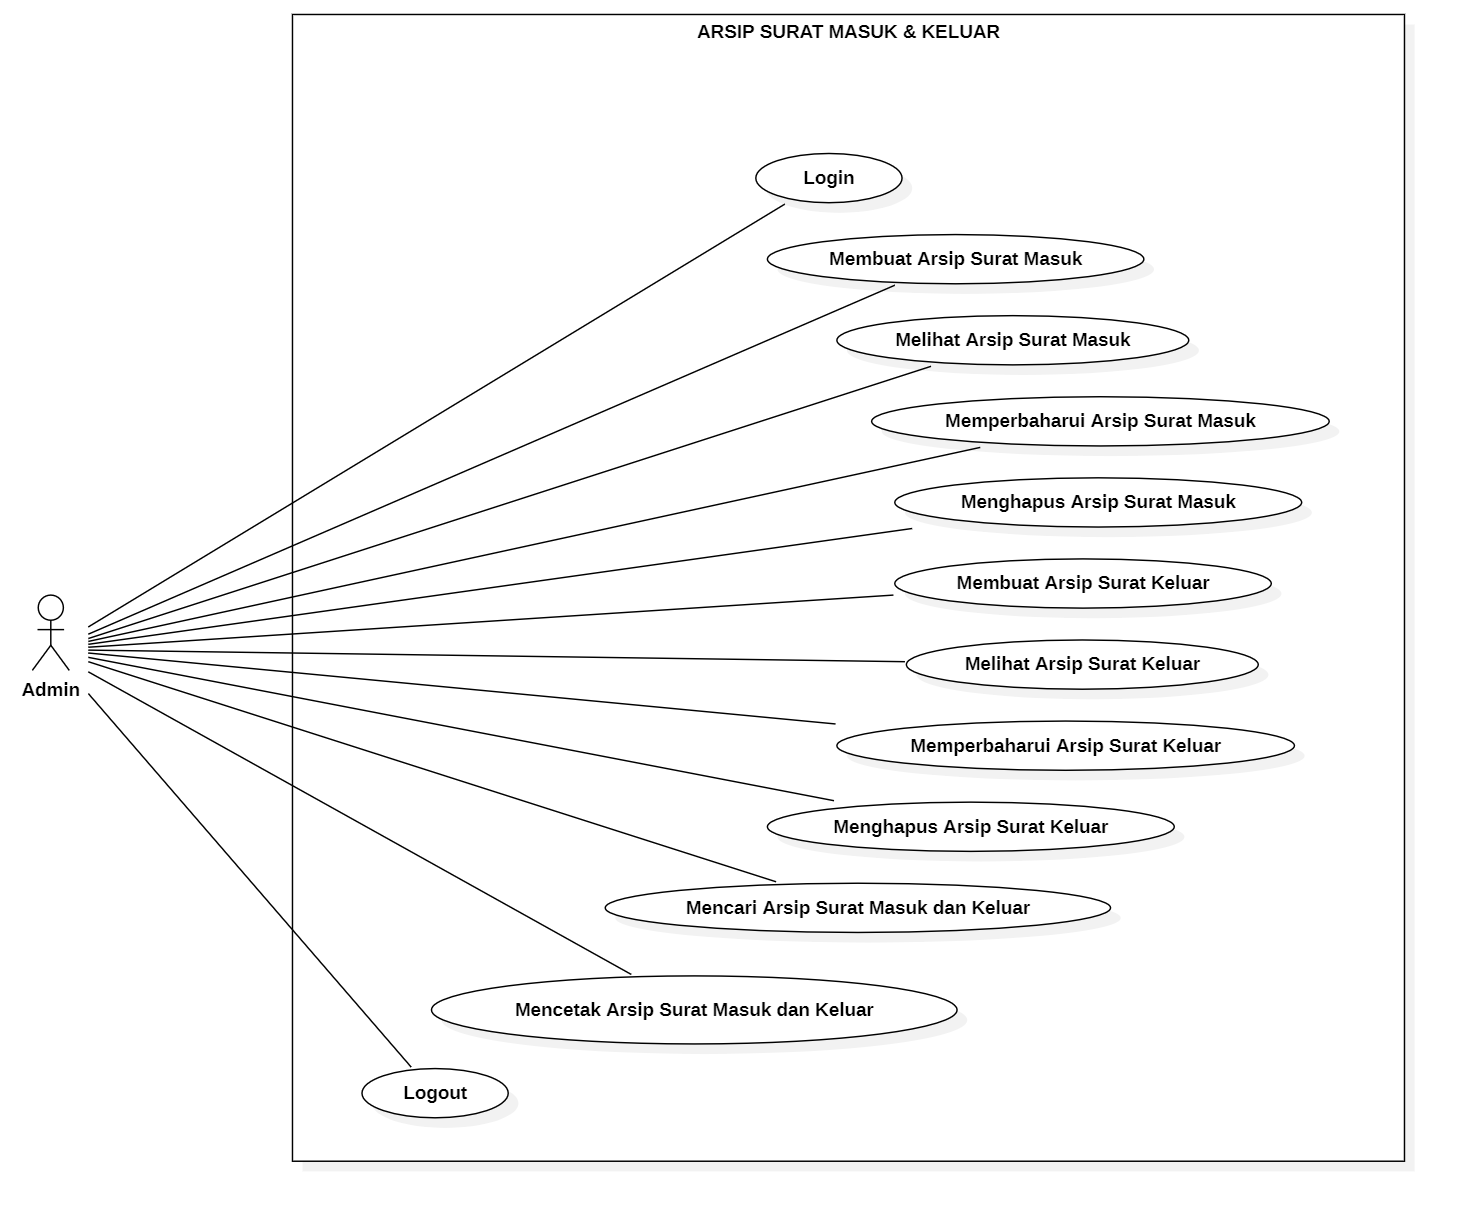 ARSIP SURAT MASUK & KELUAR
Login
Membuat Arsip Surat Masuk
Melihat Arsip Surat Masuk
Memperbaharui Arsip Surat Masuk
Menghapus Arsip Surat Masuk
Membuat Arsip Surat Keluar
Melihat Arsip Surat Keluar
Admin
Memperbaharui Arsip Surat Keluar
Menghapus Arsip Surat Keluar
Mencari Arsip Surat Masuk dan Keluar
Mencetak Arsip Surat Masuk dan Keluar
Logout